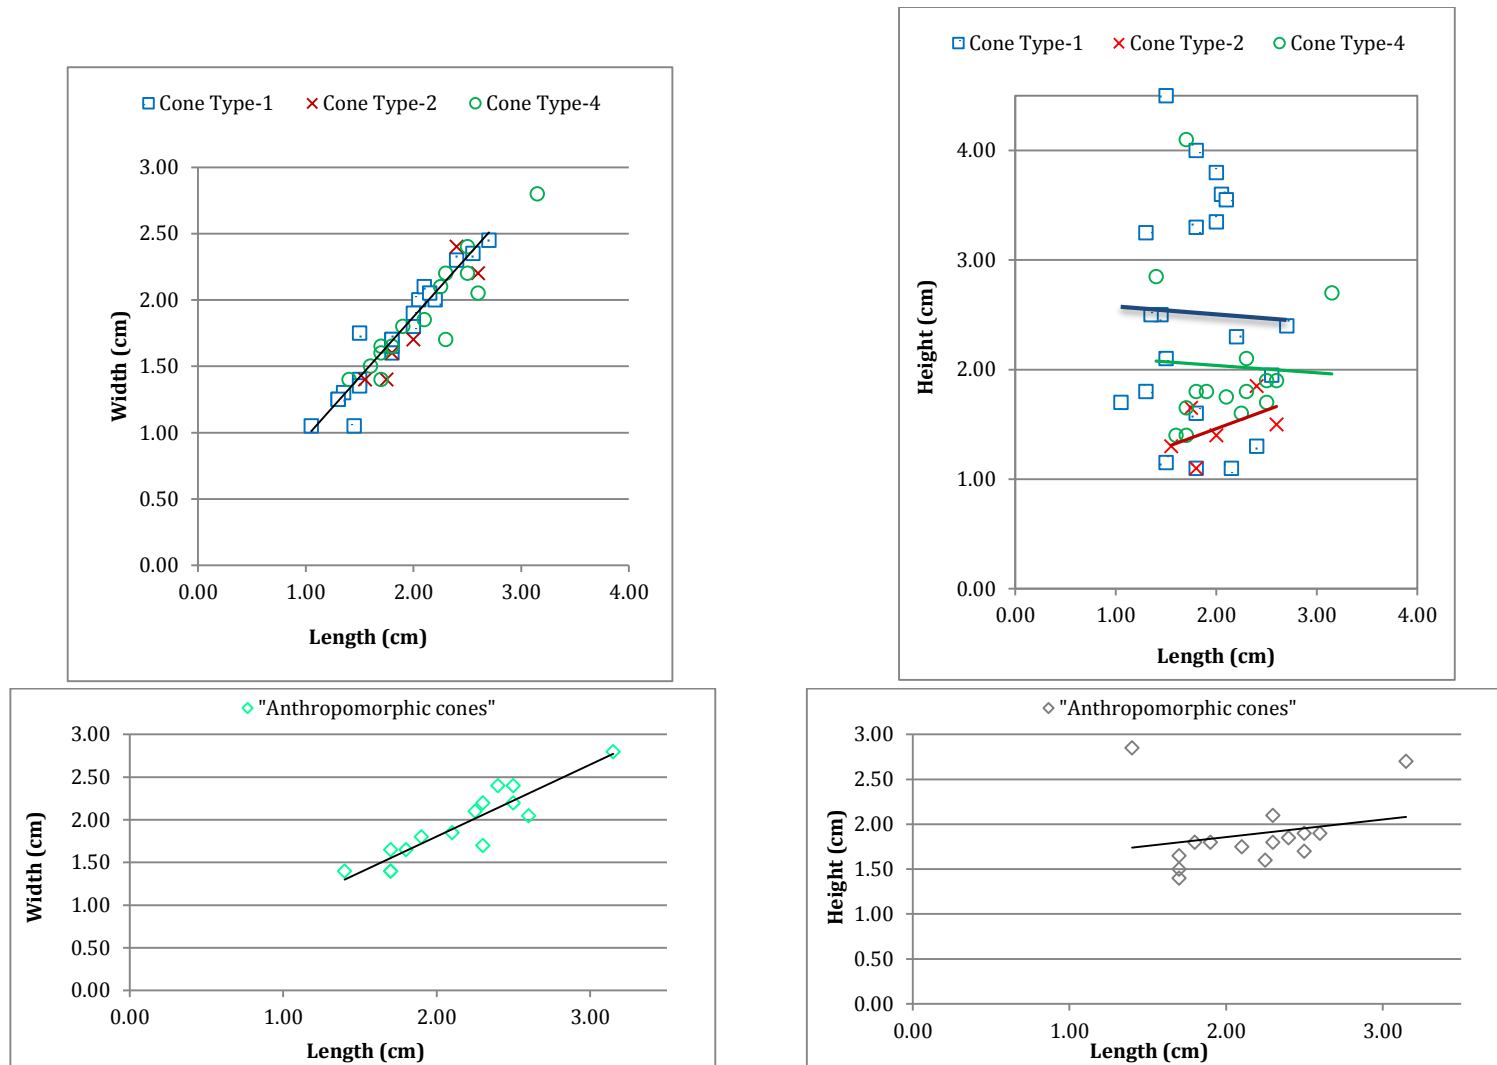 Cone Type-1 Cone Type-2 Cone Type-4
3.00
2.50
2.00
1.50
1.00
0.50
0.00
Width (cm)
0.00 1.00 2.00 3.00 4.00
Length (cm)
Cone Type-1 Cone Type-2 Cone Type-4
4.00
3.00
2.00
1.00
0.00
Height (cm)
0.00 1.00 2.00 3.00 4.00
Length (cm)
"Anthropomorphic cones"
3.00
2.50
2.00
1.50
1.00
0.50
0.00
Width (cm)
0.00 1.00 2.00 3.00
Length (cm)
"Anthropomorphic cones"
3.00
2.50
2.00
1.50
1.00
0.50
0.00
Height (cm)
0.00 1.00 2.00 3.00
Length (cm)